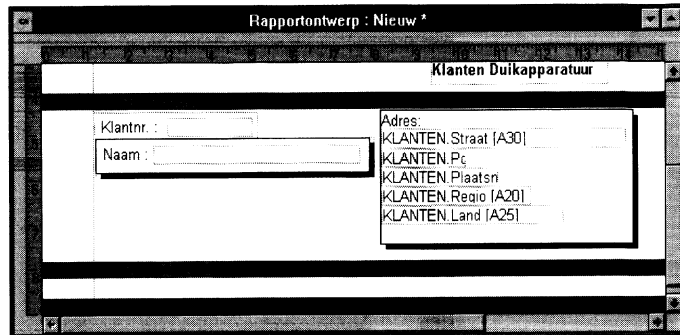 Rapportontwerp : Nieuw *
Klanten Duikapparatuur
Klantnr. :
Naam :
Adres:
KLANTEN.Straat [A30]
KLANTEN.Pc
KLANTEN.Plaatsn
KLANTEN.Regio [A20]
KLANTEN.Land [A25]